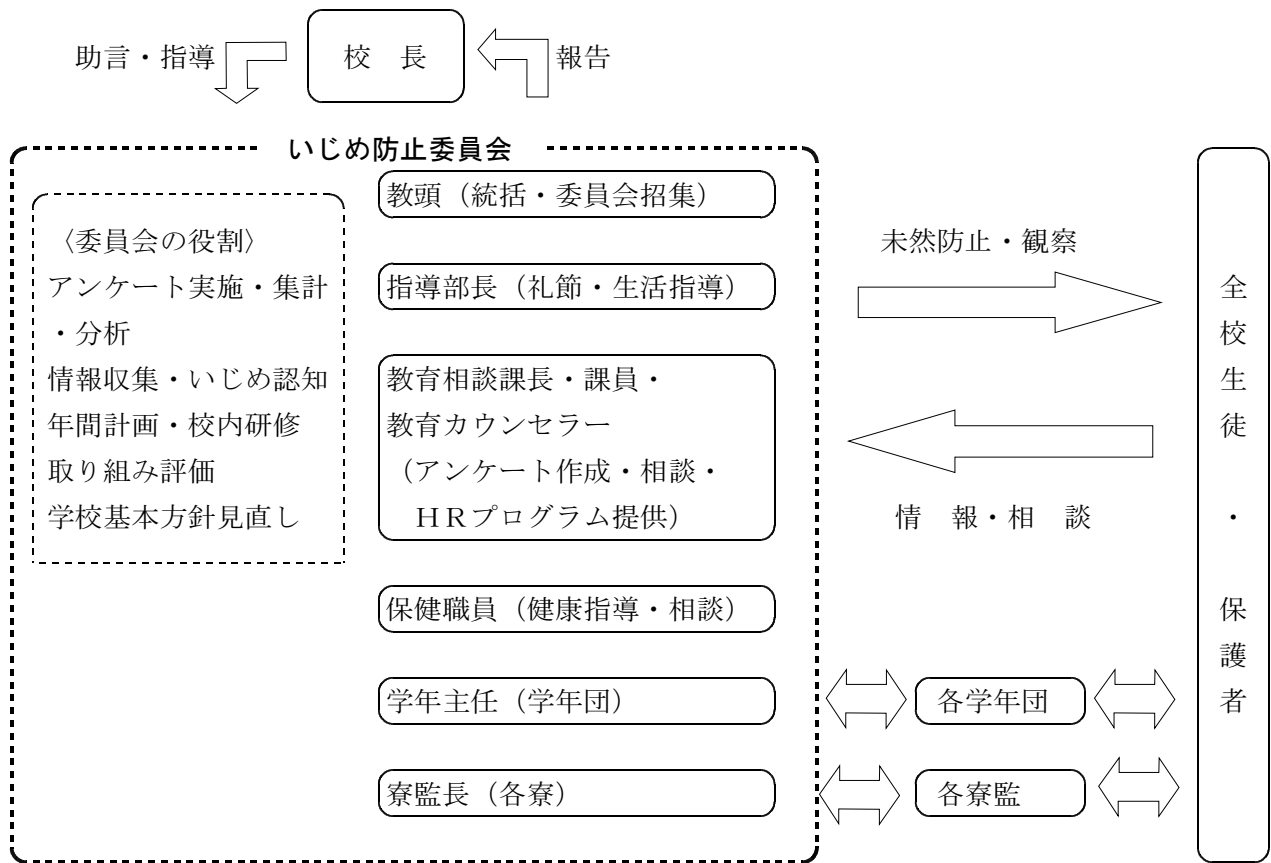 助言・指導
校　長
報告
いじめ防止委員会
〈委員会の役割〉
アンケート実施・集計
・分析
情報収集・いじめ認知
年間計画・校内研修
取り組み評価
学校基本方針見直し
教頭（統括・委員会招集）
指導部長（礼節・生活指導）
教育相談課長・課員・
教育カウンセラー
（アンケート作成・相談・
ＨＲプログラム提供）
保健職員（健康指導・相談）
学年主任（学年団）
寮監長（各寮）
未然防止・観察
情　報・相　談
各学年団
各寮監
全校生徒　・　保護者